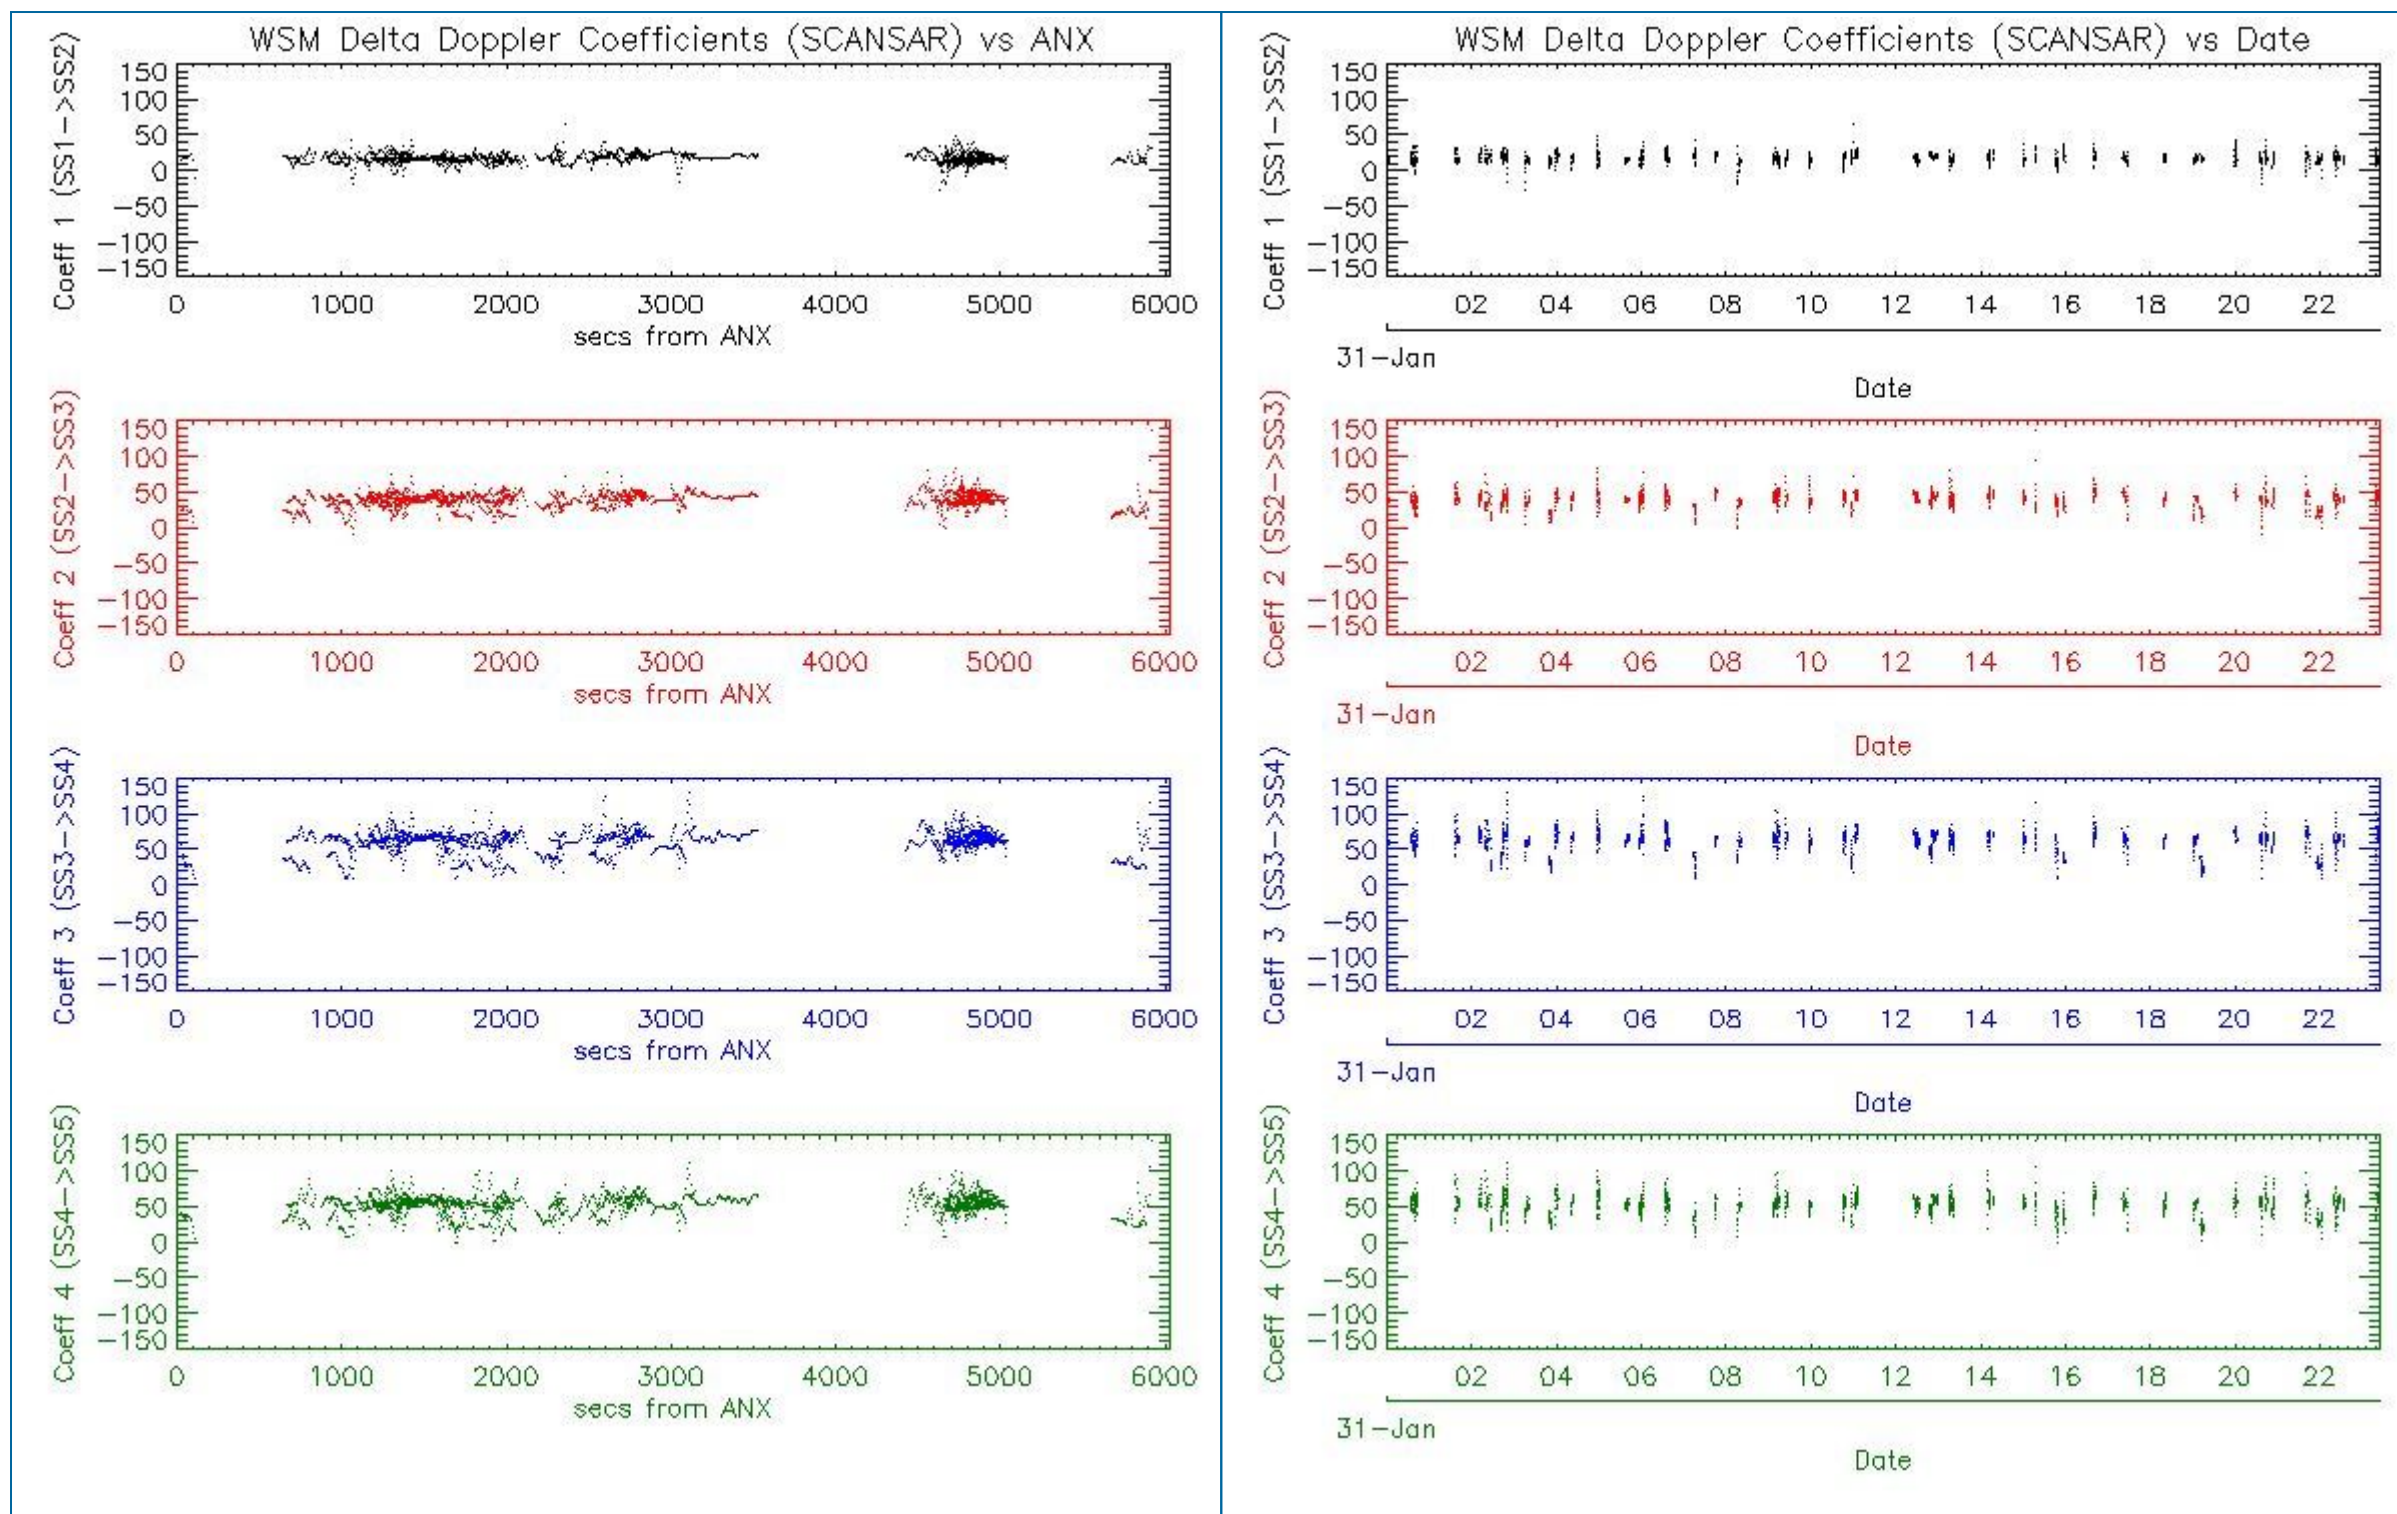 WSM Delta Doppler Coefficients (SCANSAR) vs ANX
Coeff 1 (SS1->SS2)
150
100
50
0
-50
-100
-150
0 1000 2000 3000 4000 5000 6000
secs from ANX
Coeff 2 (SS2->SS3)
150
100
50
0
-50
-100
-150
0 1000 2000 3000 4000 5000 6000
secs from ANX
Coeff 3 (SS3->SS4)
150
100
50
0
-50
-100
-150
0 1000 2000 3000 4000 5000 6000
secs from ANX
Coeff 4 (SS4->SS5)
150
100
50
0
-50
-100
-150
0 1000 2000 3000 4000 5000 6000
secs from ANX
WSM Delta Doppler Coefficients (SCANSAR) vs Date
Coeff 1 (SS1->SS2)
150
100
50
0
-50
-100
-150
02 04 06 08 10 12 14 16 18 20 22
31-Jan
Date
Coeff 2 (SS2->SS3)
150
100
50
0
-50
-100
-150
02 04 06 08 10 12 14 16 18 20 22
31-Jan
Date
Coeff 3 (SS3->SS4)
150
100
50
0
-50
-100
-150
02 04 06 08 10 12 14 16 18 20 22
31-Jan
Date
Coeff 4 (SS4->SS5)
150
100
50
0
-50
-100
-150
02 04 06 08 10 12 14 16 18 20 22
31-Jan
Date